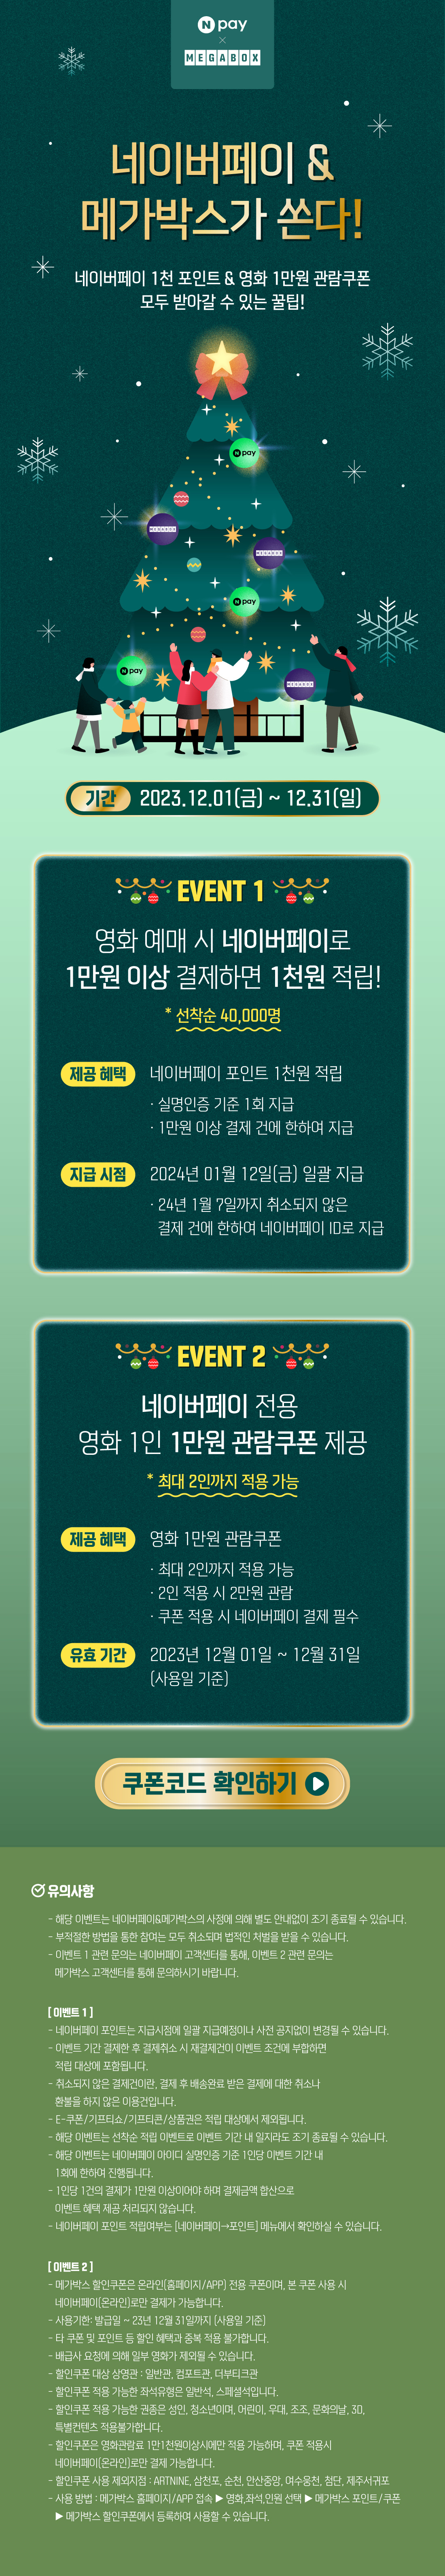 N pay
×
MEGABOX
네이버페이 &
메가박스가 쏜다!
네이버페이 1천 포인트 & 영화 1만원 관람쿠폰
모두 받아갈 수 있는 꿀팁!
N pay
MEGABOX
MEGABOX
N pay
N pay
MEGABOX
기간 2023.12.01(금) ~ 12.31(일)
EVENT 1
영화 예매 시 네이버페이로
1만원 이상 결제하면 1천원 적립!
* 선착순 40,000명
제공 혜택 네이버페이 포인트 1천원 적립
· 실명인증 기준 1회 지급
· 1만원 이상 결제 건에 한하여 지급
지급 시점 2024년 01월 12일(금) 일괄 지급
· 24년 1월 7일까지 취소되지 않은
결제 건에 한하여 네이버페이 ID로 지급
EVENT 2
네이버페이 전용
영화 1인 1만원 관람쿠폰 제공
* 최대 2인까지 적용 가능
제공 혜택 영화 1만원 관람쿠폰
· 최대 2인까지 적용 가능
· 2인 적용 시 2만원 관람
· 쿠폰 적용 시 네이버페이 결제 필수
유효 기간 2023년 12월 01일 ~ 12월 31일
(사용일 기준)
쿠폰코드 확인하기
유의사항
- 해당 이벤트는 네이버페이&메가박스의 사정에 의해 별도 안내없이 조기 종료될 수 있습니다.
- 부적절한 방법을 통한 참여는 모두 취소되며 법적인 처벌을 받을 수 있습니다.
- 이벤트 1 관련 문의는 네이버페이 고객센터를 통해, 이벤트 2 관련 문의는
메가박스 고객센터를 통해 문의하시기 바랍니다.
[ 이벤트 1 ]
- 네이버페이 포인트는 지급시점에 일괄 지급예정이나 사전 공지없이 변경될 수 있습니다.
- 이벤트 기간 결제한 후 결제취소 시 재결제건이 이벤트 조건에 부합하면
적립 대상에 포함됩니다.
- 취소되지 않은 결제건이란, 결제 후 배송완료 받은 결제에 대한 취소나
환불을 하지 않은 이용건입니다.
- E-쿠폰/기프티쇼/기프티콘/상품권은 적립 대상에서 제외됩니다.
- 해당 이벤트는 선착순 적립 이벤트로 이벤트 기간 내 일지라도 조기 종료될 수 있습니다.
- 해당 이벤트는 네이버페이 아이디 실명인증 기준 1인당 이벤트 기간 내
1회에 한하여 진행됩니다.
- 1인당 1건의 결제가 1만원 이상이어야 하며 결제금액 합산으로
이벤트 혜택 제공 처리되지 않습니다.
- 네이버페이 포인트 적립여부는 [네이버페이→포인트] 메뉴에서 확인하실 수 있습니다.
[ 이벤트 2 ]
- 메가박스 할인쿠폰은 온라인(홈페이지/APP) 전용 쿠폰이며, 본 쿠폰 사용 시
네이버페이(온라인)로만 결제가 가능합니다.
- 사용기한: 발급일 ~ 23년 12월 31일까지 (사용일 기준)
- 타 쿠폰 및 포인트 등 할인 혜택과 중복 적용 불가합니다.
- 배급사 요청에 의해 일부 영화가 제외될 수 있습니다.
- 할인쿠폰 대상 상영관 : 일반관, 컴포트관, 더부티크관
- 할인쿠폰 적용 가능한 좌석유형은 일반석, 스페셜석입니다.
- 할인쿠폰 적용 가능한 권종은 성인, 청소년이며, 어린이, 우대, 조조, 문화의날, 3D,
특별컨텐츠 적용불가합니다.
- 할인쿠폰은 영화관람료 1만1천원이상시에만 적용 가능하며, 쿠폰 적용시
네이버페이(온라인)로만 결제 가능합니다.
- 할인쿠폰 사용 제외지점 : ARTNINE, 삼천포, 순천, 안산중앙, 여수웅천, 첨단, 제주서귀포
- 사용 방법 : 메가박스 홈페이지/APP 접속 ▶ 영화,좌석,인원 선택 ▶ 메가박스 포인트/쿠폰
▶ 메가박스 할인쿠폰에서 등록하여 사용할 수 있습니다.